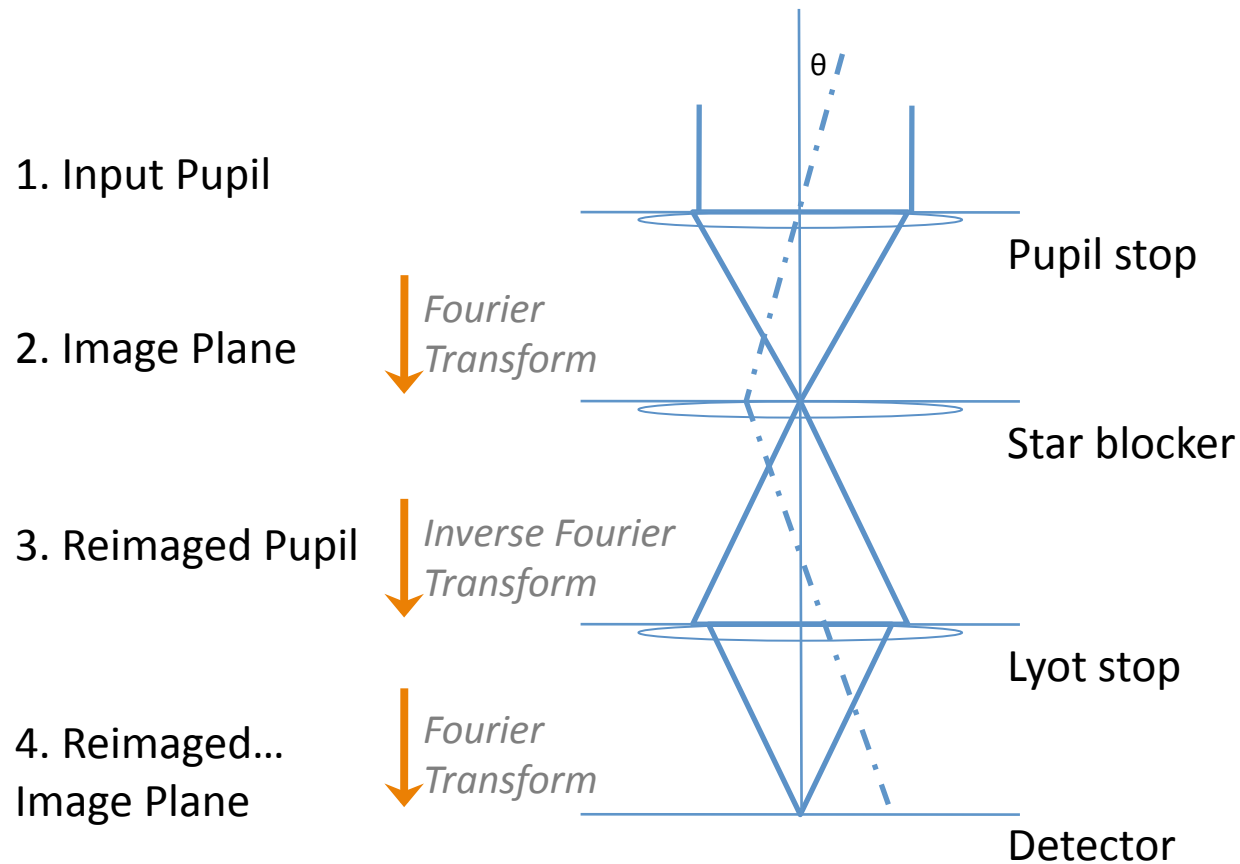 θ
1. Input Pupil
Pupil stop
Fourier
Transform
2. Image Plane
Star blocker
Inverse Fourier
Transform
3. Reimaged Pupil
Lyot stop
Fourier
Transform
4. Reimaged...
Image Plane
Detector